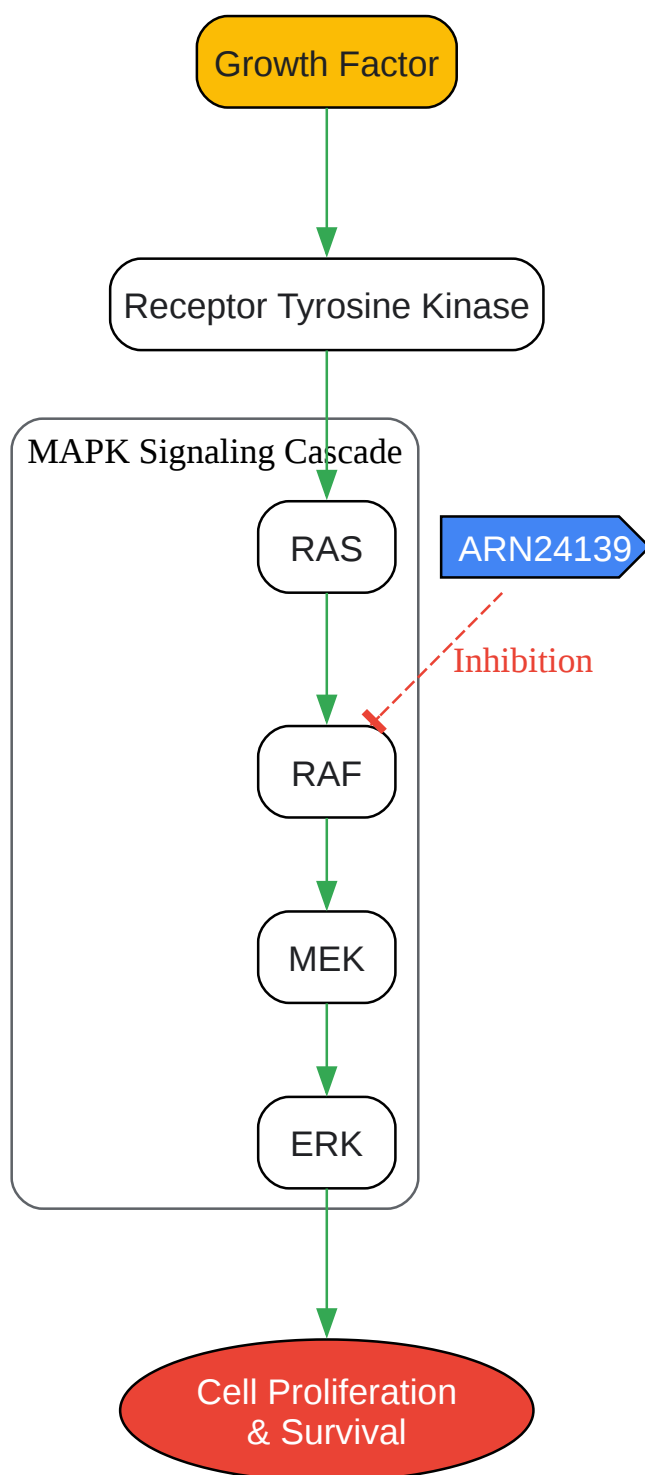 Growth Factor
Receptor Tyrosine Kinase
MAPK Signaling Cascade
RAS
ARN24139
Inhibition
RAF
MEK
ERK
Cell Proliferation
& Survival